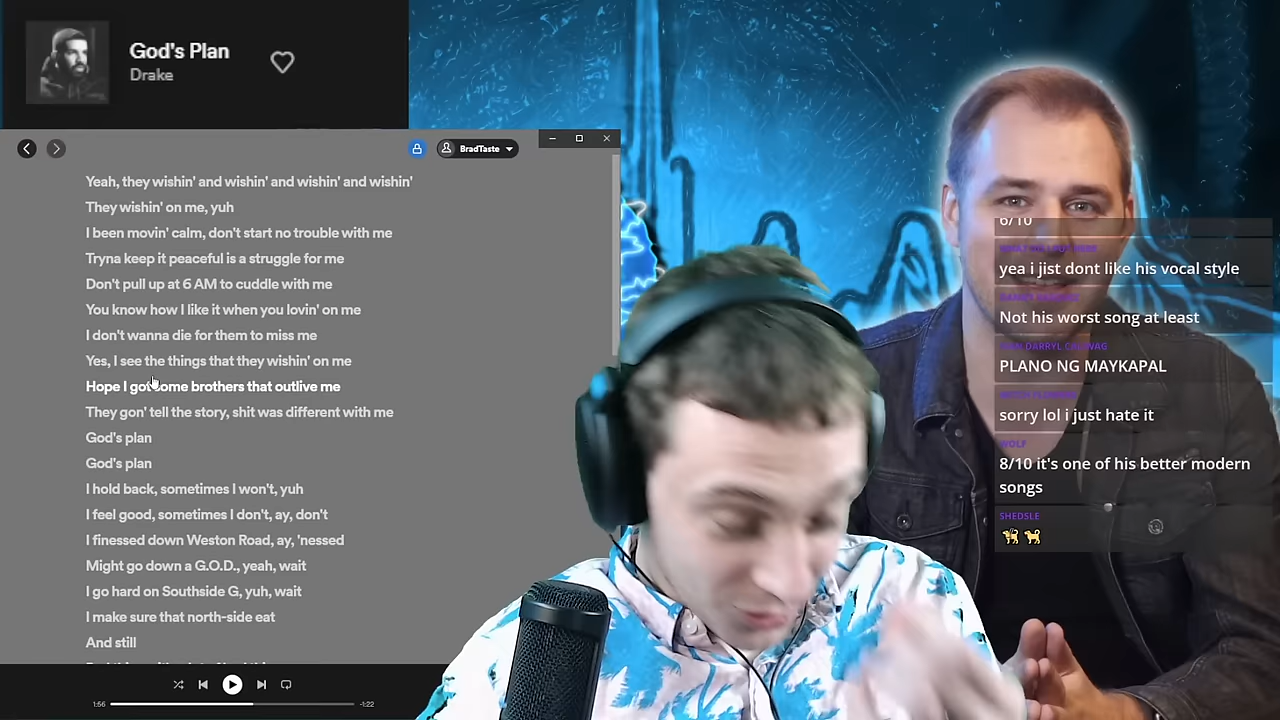 God's Plan
Drake
BradTaste
Yeah, they wishin' and wishin' and wishin' and wishin'
They wishin' on me, yuh
I been movin' calm, don't start no trouble with me
Tryna keep it peaceful is a struggle for me
Don't pull up at 6 AM to cuddle with me
You know how I like it when you lovin' on me
I don't wanna die for them to miss me
Yes, I see the things that they wishin' on me
Hope I got some brothers that outlive me
They gon' tell the story, shit was different with me
God's plan
God's plan
I hold back, sometimes I won't, yuh
I feel good, sometimes I don't, ay, don't
I finessed down Weston Road, ay, 'nessed
Might go down a G.O.D., yeah, wait
I go hard on Southside G, yuh, wait
I make sure that north-side eat
And still
1:56
-1:22
6/10
yea i jist dont like his vocal style
Not his worst song at least
PLANO NG MAYKAPAL
sorry lol i just hate it
WOLF
8/10 it's one of his better modern
songs
SHEDSLE